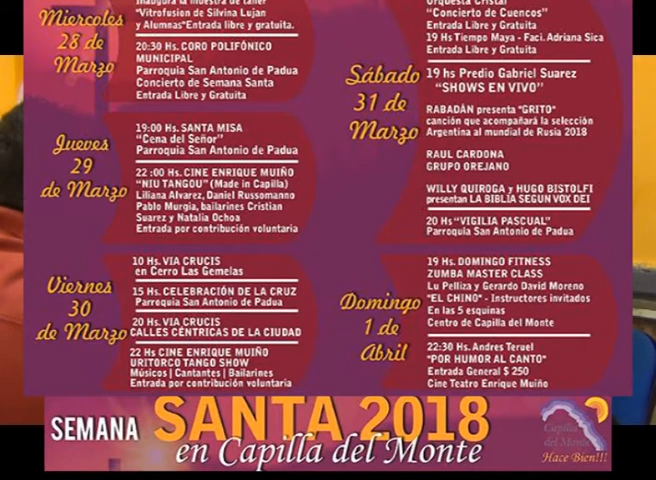 Inaugura la muestra de taller
"Vitrofusion de Silvina Lujan
y Alumnas"Entrada libre y gratuita.
Miercoles
28 de
Marzo
20:30 Hs. CORO POLIFÓNICO
MUNICIPAL
Parroquia San Antonio de Padua
Concierto de Semana Santa
Entrada Libre y Gratuita
Jueves
29
de Marzo
19:00 Hs. SANTA MISA
"Cena del Señor"
Parroquia San Antonio de Padua
22 :00 Hs. CINE ENRIQUE MUIÑO
"NIU TANGOU" (Made in Capilla)
Liliana Alvarez, Daniel Russomanno
Pablo Murgia, bailarines Cristian
Suarez y Natalia Ochoa
Entrada por contribución voluntaria
Viernes
30
de Marzo
10 Hs. VIA CRUCIS
en Cerro Las Gemelas
15 Hs. CELEBRACIÓN DE LA CRUZ
Parroquia San Antonio de Padua
20 Hs. VIA CRUCIS
CALLES CÉNTRICAS DE LA CIUDAD
22 Hs CINE ENRIQUE MUIÑO
URITORCO TANGO SHOW
Músicos | Cantantes | Bailarines
Entrada por contribución voluntaria
Orquesta Cristal
"Concierto de Cuencos"
Entrada Libre y Gratuita
19 Hs Tiempo Maya - Faci. Adriana Sica
Entrada Libre y Gratuita
Sábado
31 de
Marzo
19 hs Predio Gabriel Suarez
"SHOWS EN VIVO"
RABADÁN presenta "GRITO"
canción que acompañará la selección
Argentina al mundial de Rusia 2018
RAUL CARDONA
GRUPO OREJANO
WILLY QUIROGA y HUGO BISTOLFI
presentan LA BIBLIA SEGUN VOX DEI
20 Hs "VIGILIA PASCUAL"
Parroquia San Antonio de Padua
Domingo
1 de
Abril
19 Hs. DOMINGO FITNESS
ZUMBA MASTER CLASS
Lu Pelliza y Gerardo David Moreno
"EL CHINO" - Instructores invitados
En las 5 esquinas
Centro de Capilla del Monte
22:30 Hs. Andres Teruel
"POR HUMOR AL CANTO"
Entrada General $ 250
Cine Teatro Enrique Muiño
SEMANA SANTA 2018
en Capilla del Monte
Capilla
del Monte
Hace Bien!!!